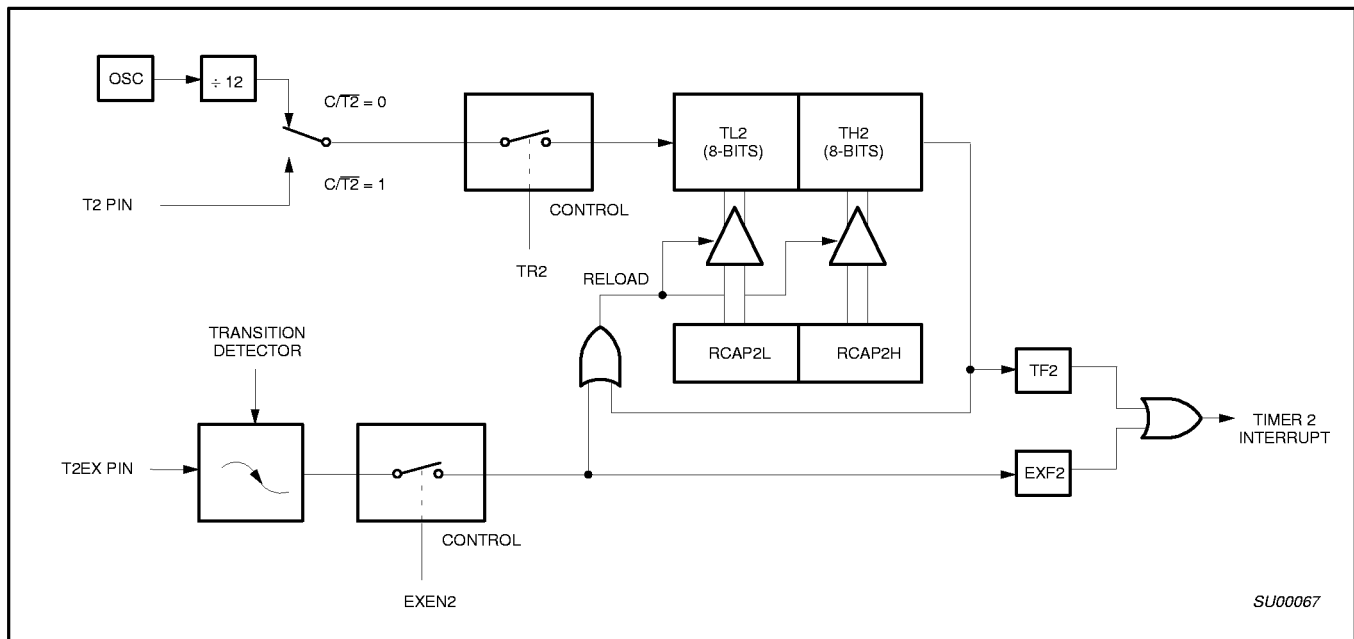 OSC
÷ 12
C/T2̅ = 0
C/T2̅ = 1
T2 PIN
CONTROL
TR2
TL2
(8-BITS)
TH2
(8-BITS)
RELOAD
RCAP2L
RCAP2H
TRANSITION
DETECTOR
T2EX PIN
CONTROL
EXEN2
TF2
EXF2
TIMER 2
INTERRUPT
SU00067